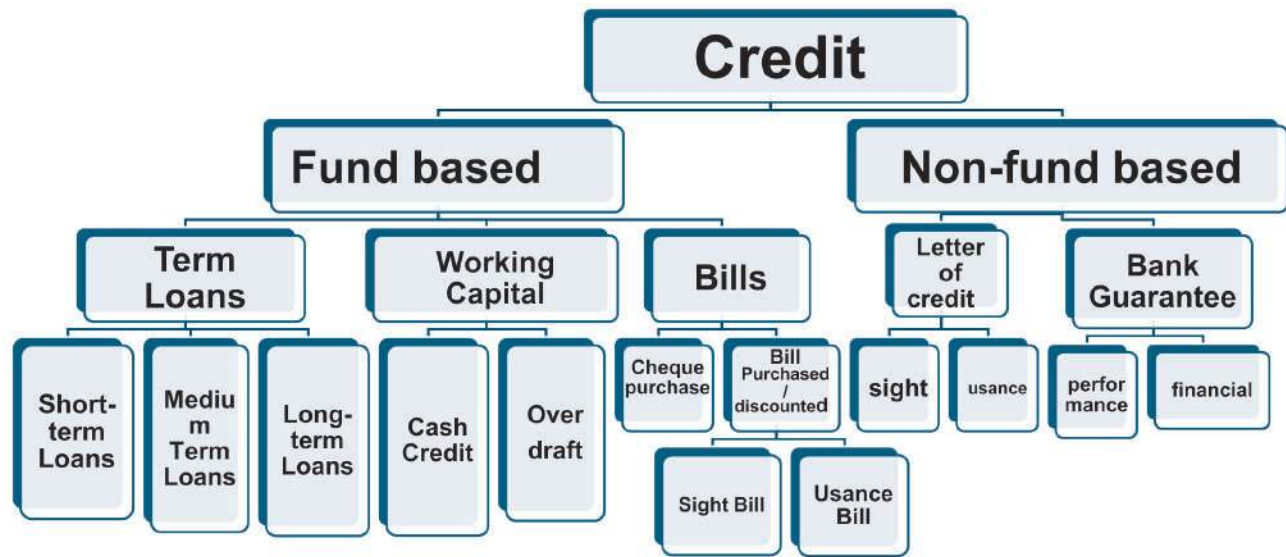 Credit
Fund based
Non-fund based
Term
Loans
Working
Capital
Bills
Letter
of
credit
Bank
Guarantee
Short-
term
Loans
Mediu
m
Term
Loans
Long-
term
Loans
Cash
Credit
Over
draft
Cheque
purchase
Bill
Purchased
/
discounted
sight
usance
perfor
mance
financial
Sight Bill
Usance
Bill